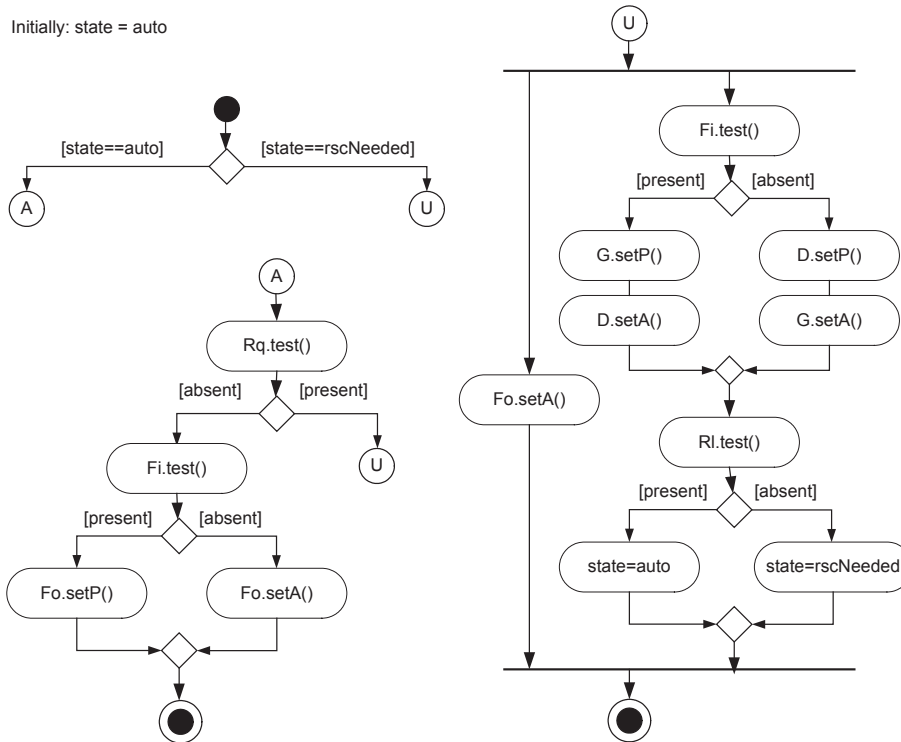 Initially: state = auto
[state==auto]
[state==rscNeeded]
A
U
A
Rq.test()
[absent]
[present]
Fi.test()
U
[present]
[absent]
Fo.setP()
Fo.setA()
U
Fi.test()
[present]
[absent]
G.setP()
D.setP()
D.setA()
G.setA()
Fo.setA()
Rl.test()
[present]
[absent]
state=auto
state=rscNeeded